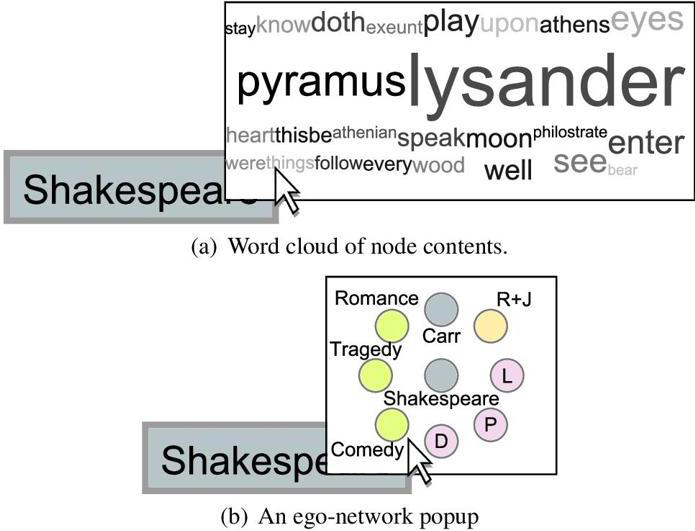 stay know doth exeunt play upon athens eyes
pyramus lysander
heart thisbe athenian speak moon philostrate enter
were things follow every wood well see bear
Shakespeare
(a) Word cloud of node contents.
Romance R+J
Carr
Tragedy
L
Shakespeare
P
D
Comedy
Shakespe
(b) An ego-network popup